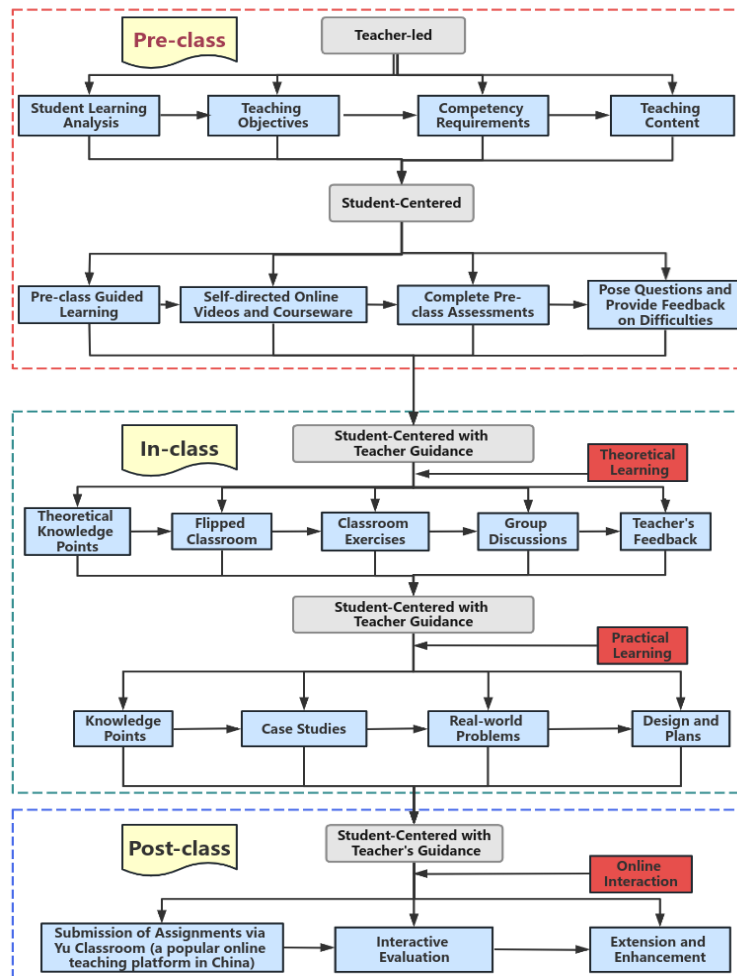 Pre-class
Teacher-led
Student Learning
Analysis
Teaching
Objectives
Competency
Requirements
Teaching
Content
Student-Centered
Pre-class Guided
Learning
Self-directed Online
Videos and Courseware
Complete Pre-
class Assessments
Pose Questions and
Provide Feedback
on Difficulties
In-class
Student-Centered with
Teacher Guidance
Theoretical
Learning
Theoretical
Knowledge
Points
Flipped
Classroom
Classroom
Exercises
Group
Discussions
Teacher's
Feedback
Student-Centered with
Teacher Guidance
Practical
Learning
Knowledge
Points
Case Studies
Real-world
Problems
Design and
Plans
Post-class
Student-Centered with
Teacher's Guidance
Online
Interaction
Submission of Assignments via
Yu Classroom (a popular online
teaching platform in China)
Interactive
Evaluation
Extension and
Enhancement